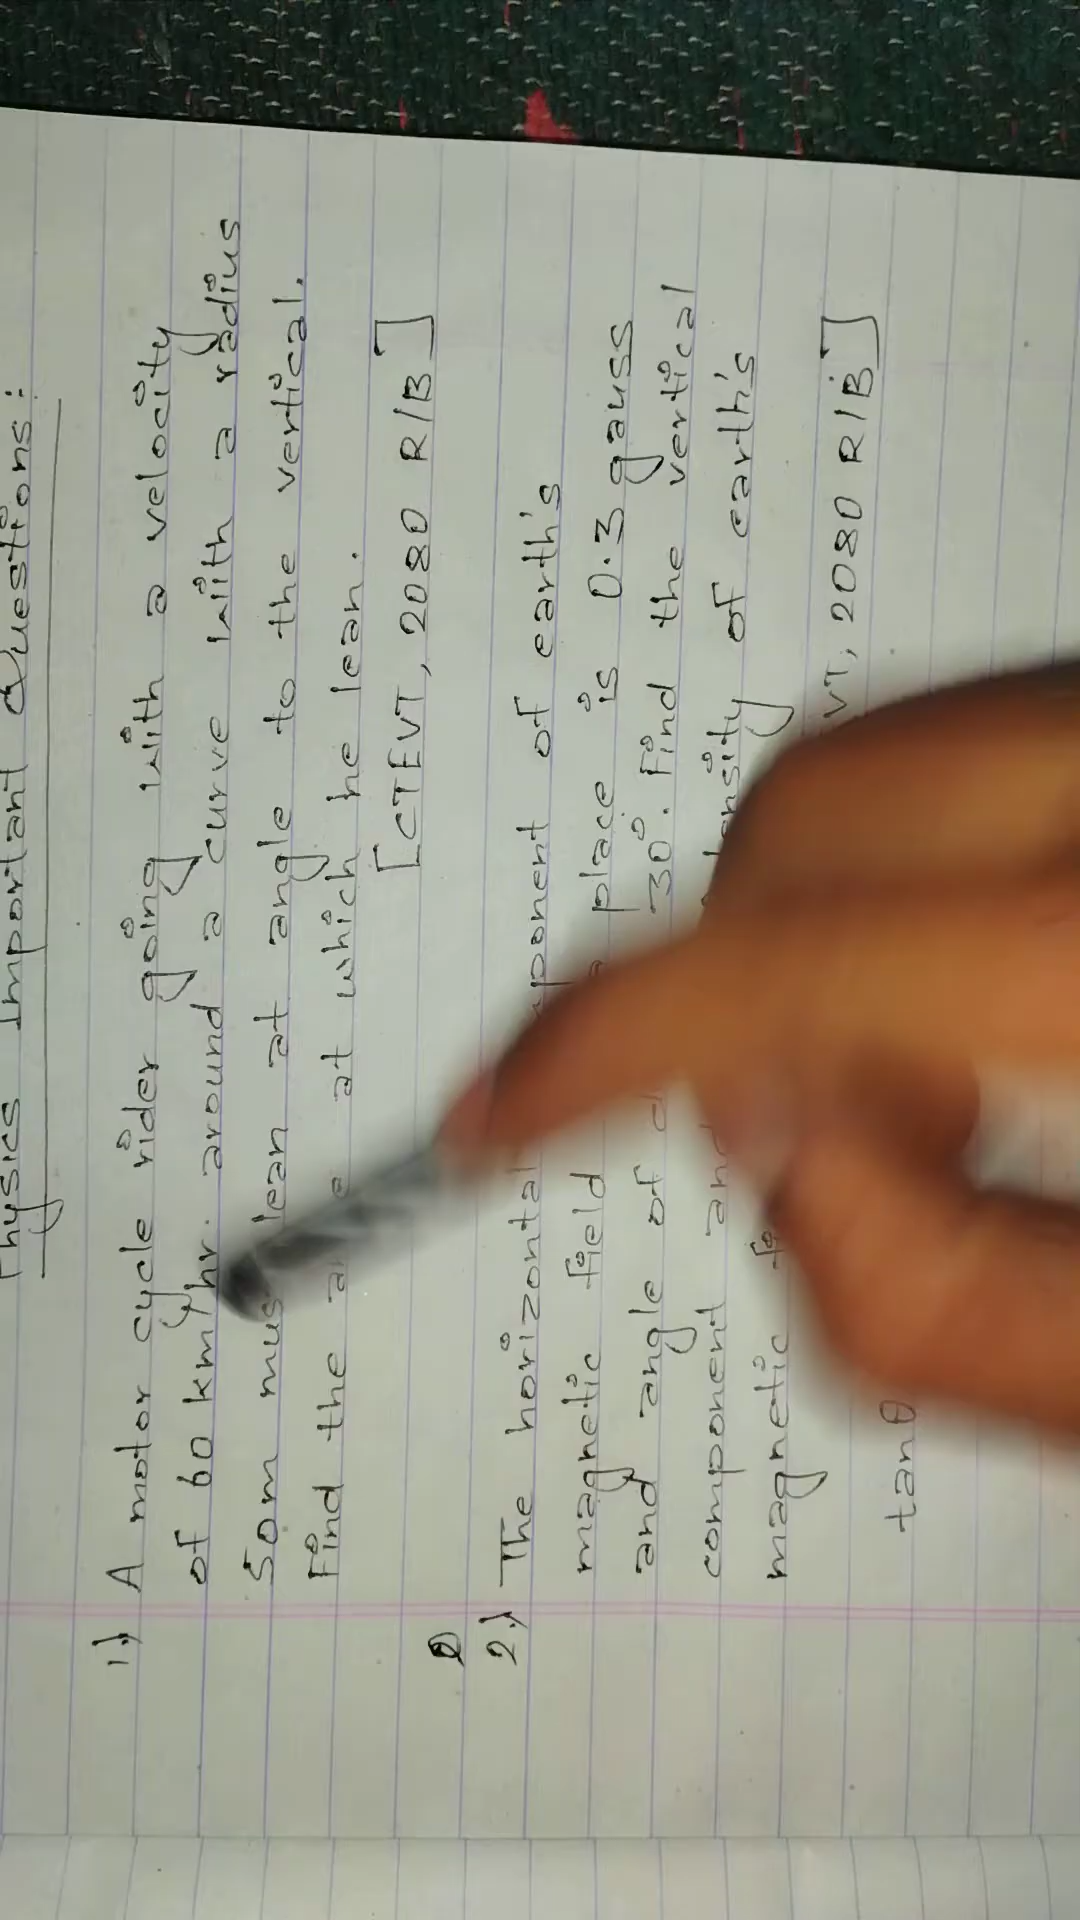 Physics Important Questions:
1.) A motor cycle rider going with a velocity
of 60 km/hr. around a curve with a radius
50m lean at angle to the vertical.
Find the at which he lean.
[CTEVT, 2080 R/B]
2.) The horizontal of earth's
magnetic field place is 0.3 gauss
and angle of 30°. Find the vertical
component and of earth's
magnetic
2080 R/B]
tanθ